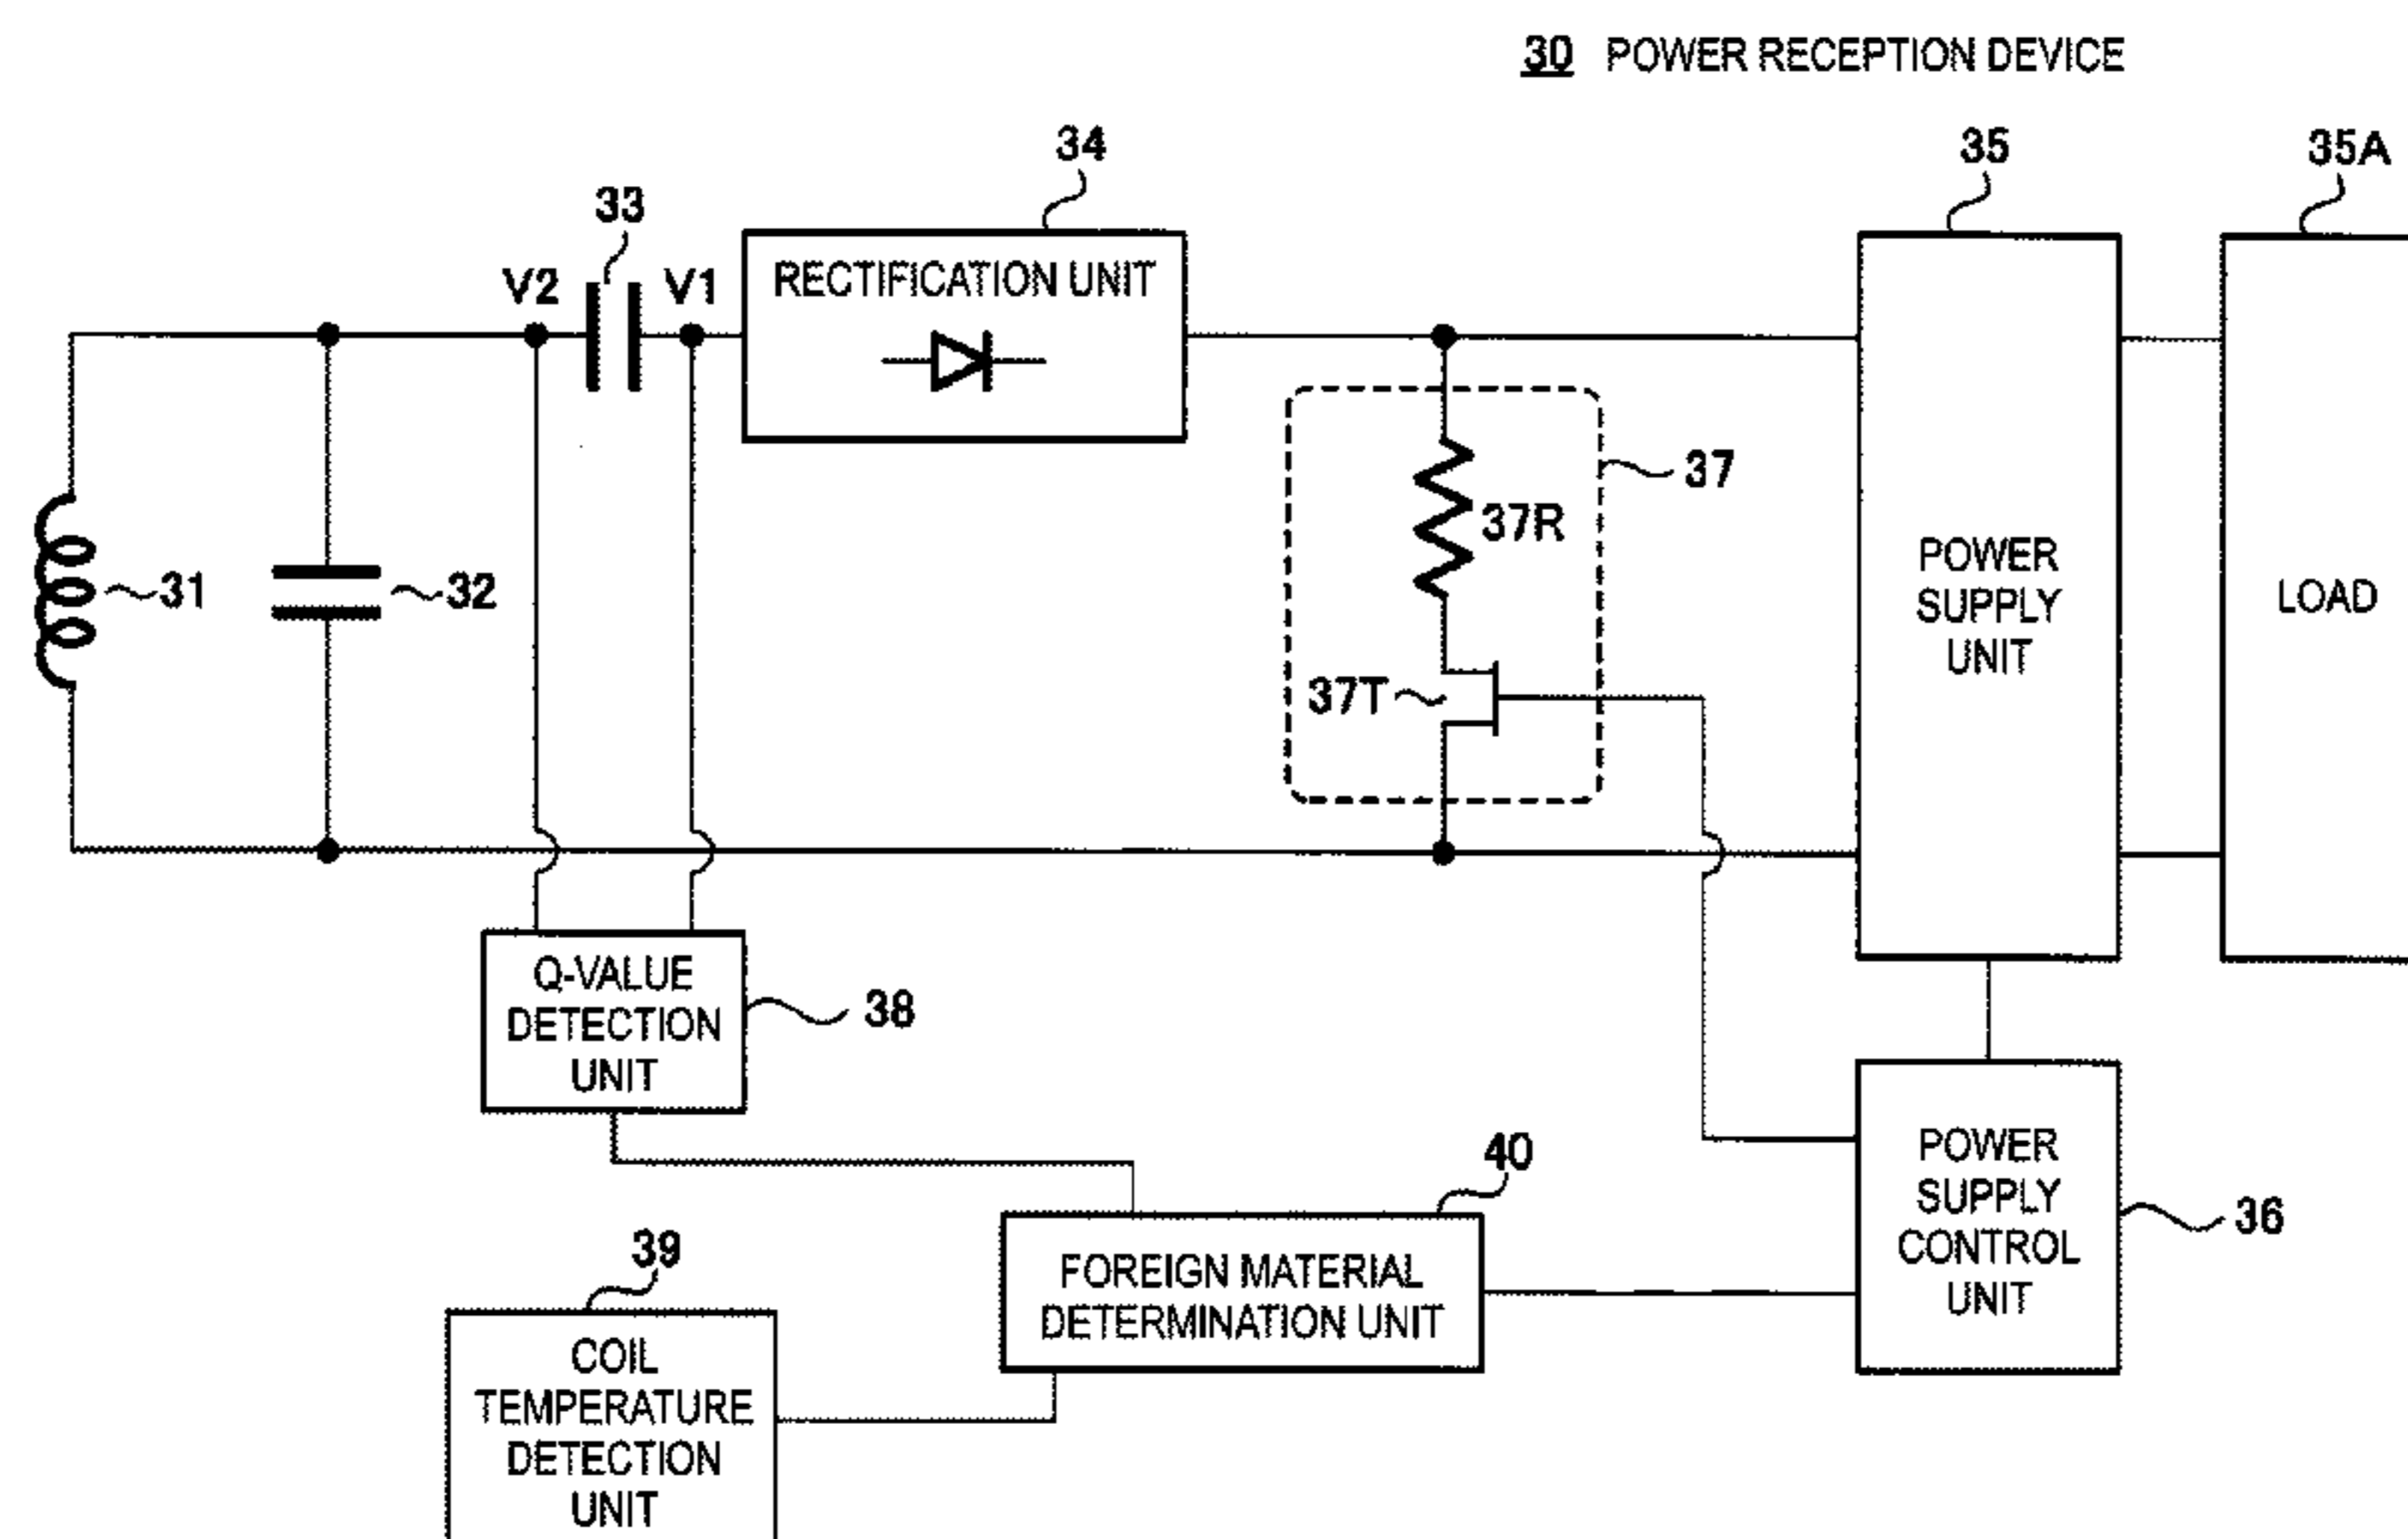 30 POWER RECEPTION DEVICE
34
35
35A
33
V2
V1
RECTIFICATION UNIT
37
37R
31
32
POWER
SUPPLY
UNIT
LOAD
37T
Q-VALUE
DETECTION
UNIT
38
40
POWER
SUPPLY
CONTROL
UNIT
36
39
FOREIGN MATERIAL
DETERMINATION UNIT
COIL
TEMPERATURE
DETECTION
UNIT